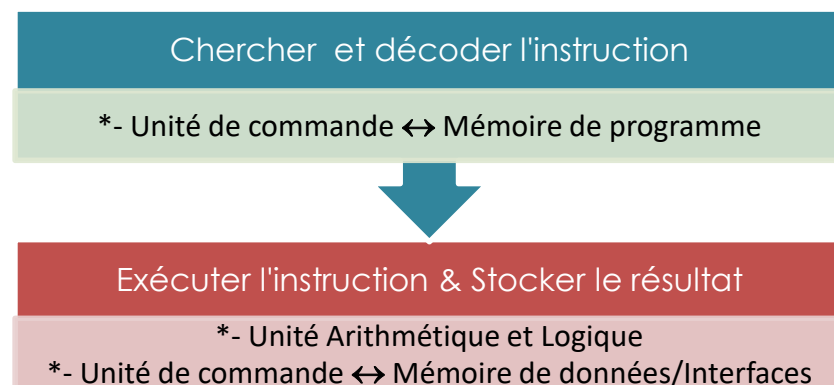 Chercher et décoder l'instruction
*- Unité de commande ↔ Mémoire de programme
Exécuter l'instruction & Stocker le résultat
*- Unité Arithmétique et Logique
*- Unité de commande ↔ Mémoire de données/Interfaces